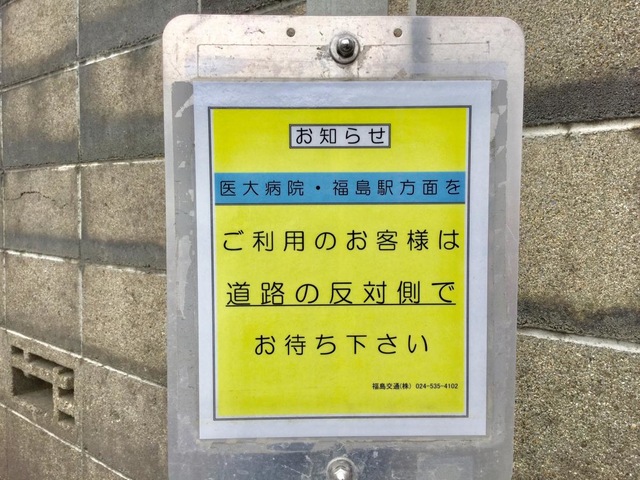 お知らせ
医大病院・福島駅方面を
ご利用のお客様は
道路の反対側で
お待ち下さい
福島交通(株) 024-535-4102